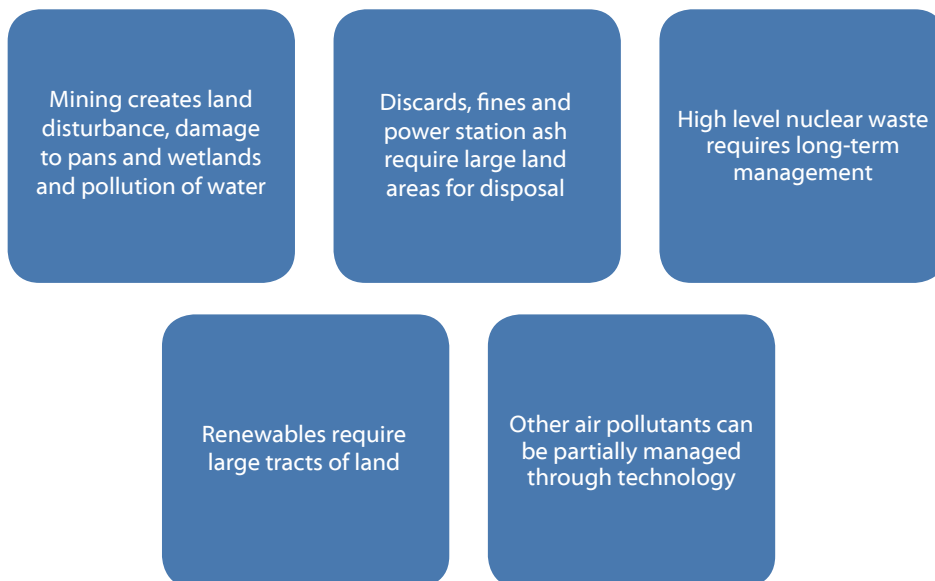 Mining creates land
disturbance, damage
to pans and wetlands
and pollution of water
Discards, fines and
power station ash
require large land
areas for disposal
High level nuclear waste
requires long-term
management
Renewables require
large tracts of land
Other air pollutants can
be partially managed
through technology